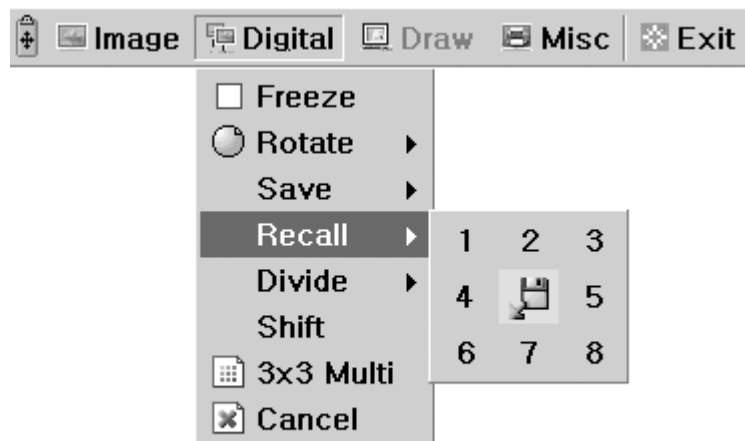 Image Digital Draw Misc Exit
Freeze
Rotate
Save
Recall
1 2 3
Divide
4 5
Shift
6 7 8
3x3 Multi
Cancel